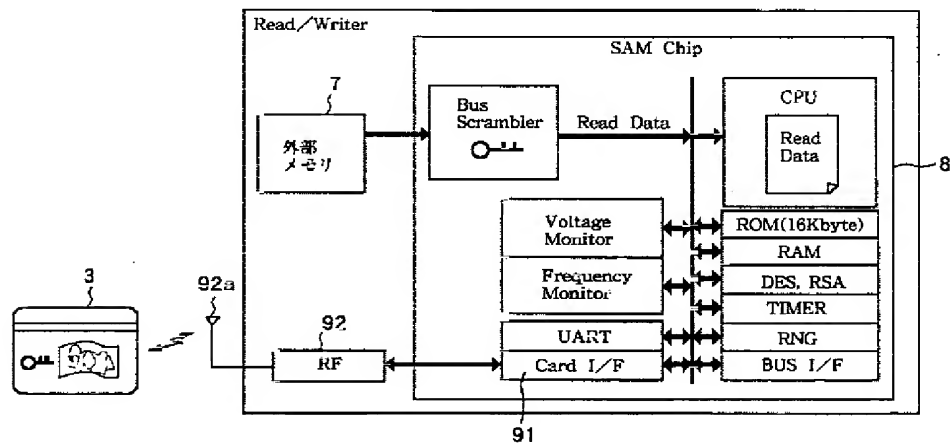 Read/Writer
SAM Chip
7
外部
メモリ
Bus
Scrambler
Read Data
CPU
Read
Data
8
Voltage
Monitor
Frequency
Monitor
ROM(16Kbyte)
RAM
DES, RSA
TIMER
3
92a
92
RF
UART
Card I/F
RNG
BUS I/F
91